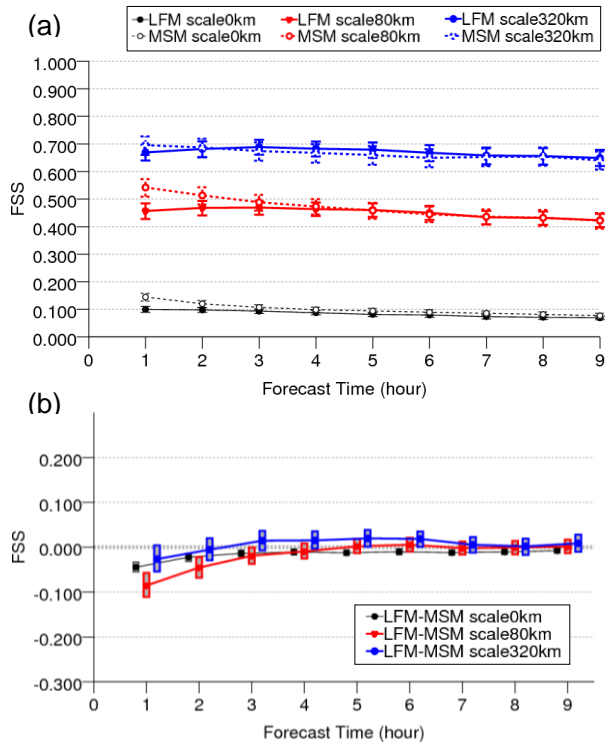 (a)
LFM scale0km LFM scale80km LFM scale320km
MSM scale0km MSM scale80km MSM scale320km
1.000
0.900
0.800
0.700
0.600
0.500
0.400
0.300
0.200
0.100
0.000
FSS
0 1 2 3 4 5 6 7 8 9
Forecast Time (hour)
(b)
0.200
0.100
0.000
-0.100
-0.200
-0.300
FSS
LFM-MSM scale0km
LFM-MSM scale80km
LFM-MSM scale320km
0 1 2 3 4 5 6 7 8 9
Forecast Time (hour)